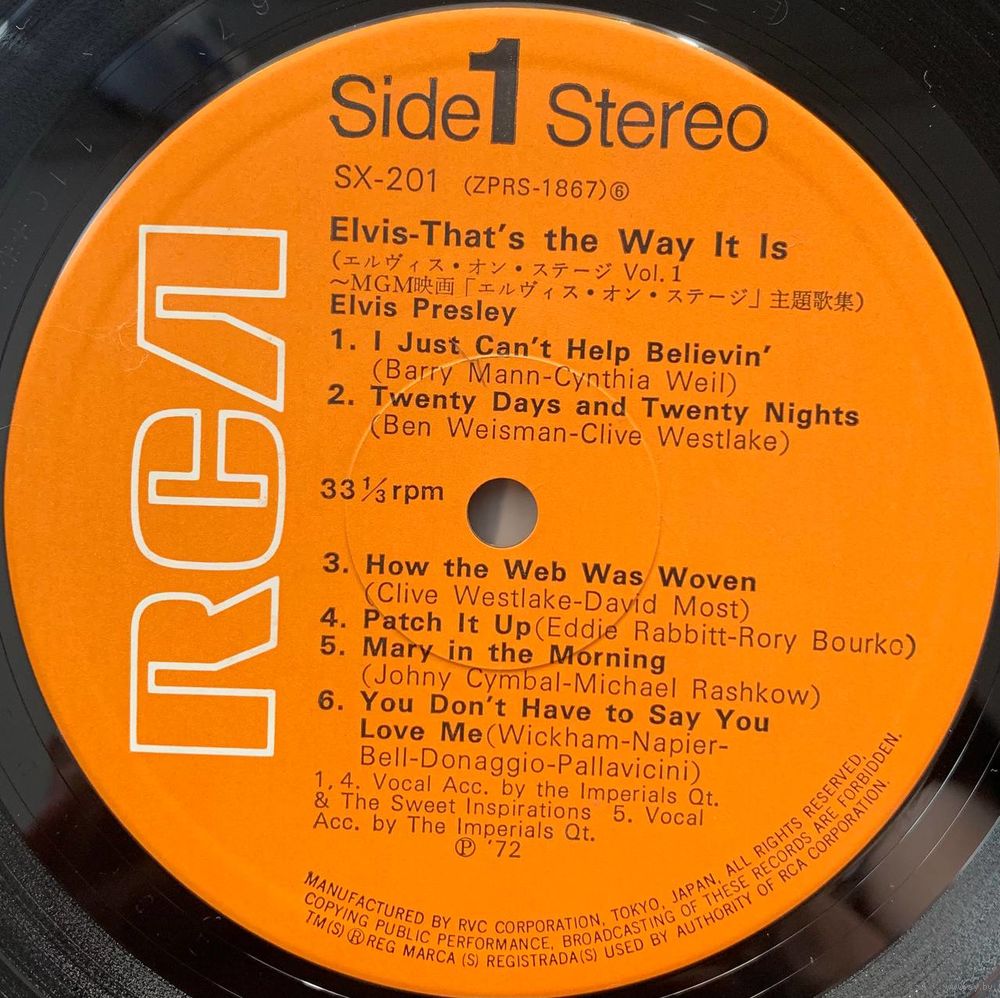 Side 1 Stereo
SX-201 (ZPRS-1867)⑥
Elvis-That's the Way It Is
(エルヴィス・オン・ステージ Vol.1
〜MGM映画「エルヴィス・オン・ステージ」主題歌集)
Elvis Presley
1. I Just Can't Help Believin'
(Barry Mann-Cynthia Weil)
2. Twenty Days and Twenty Nights
(Ben Weisman-Clive Westlake)
33 1/3 rpm
3. How the Web Was Woven
(Clive Westlake-David Most)
4. Patch It Up(Eddie Rabbitt-Rory Bourko)
5. Mary in the Morning
(Johny Cymbal-Michael Rashkow)
6. You Don't Have to Say You
Love Me(Wickham-Napier-
Bell-Donaggio-Pallavicini)
1,4. Vocal Acc. by the Imperials Qt.
& The Sweet Inspirations 5. Vocal
Acc. by The Imperials Qt.
Ⓟ '72
RCA
MANUFACTURED BY RVC CORPORATION, TOKYO, JAPAN, ALL RIGHTS RESERVED,
COPYING PUBLIC PERFORMANCE, BROADCASTING OF THESE RECORDS ARE FORBIDDEN.
TM(S)®REG MARCA (S) REGISTRADA(S) USED BY AUTHORITY OF RCA CORPORATION.